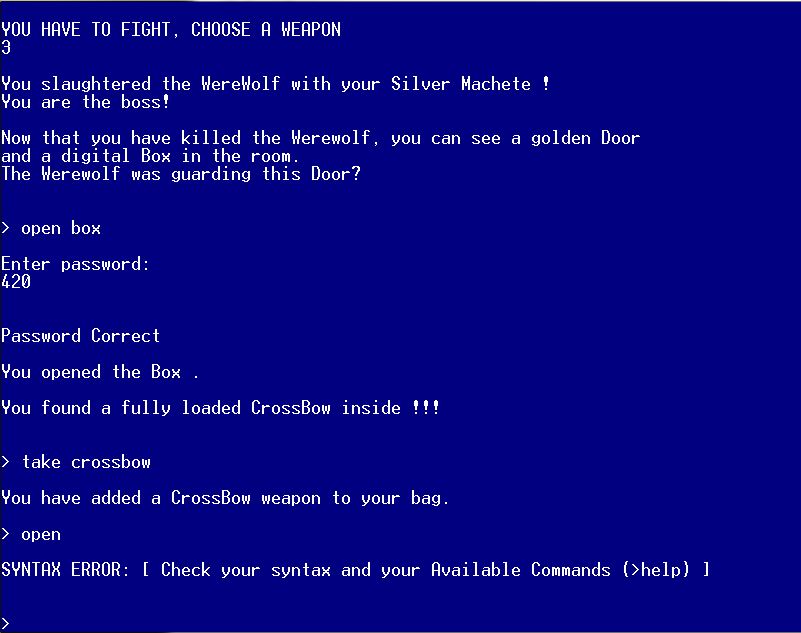 YOU HAVE TO FIGHT, CHOOSE A WEAPON
3
You slaughtered the WereWolf with your Silver Machete !
You are the boss!
Now that you have killed the Werewolf, you can see a golden Door
and a digital Box in the room.
The Werewolf was guarding this Door?
> open box
Enter password:
420
Password Correct
You opened the Box .
You found a fully loaded CrossBow inside !!!
> take crossbow
You have added a CrossBow weapon to your bag.
> open
SYNTAX ERROR: [ Check your syntax and your Available Commands (>help) ]
>